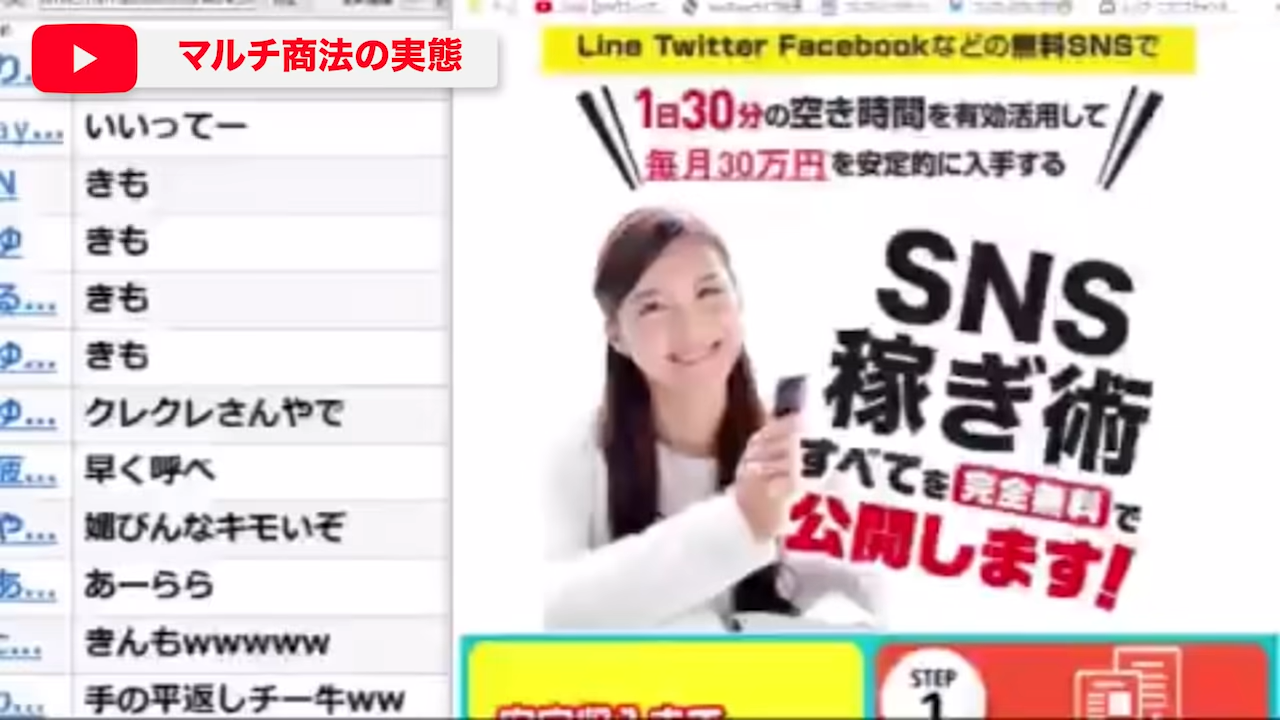 マルチ商法の実態
いいってー
きも
きも
きも
きも
クレクレさんやで
早く呼べ
媚びんなキモいぞ
あーらら
きんもwwwww
手の平返しチー牛ww
Line Twitter Facebookなどの無料SNSで
1日30分の空き時間を有効活用して
毎月30万円を安定的に入手する
SNS
稼ぎ術
すべてを完全無料で
公開します!
STEP
1